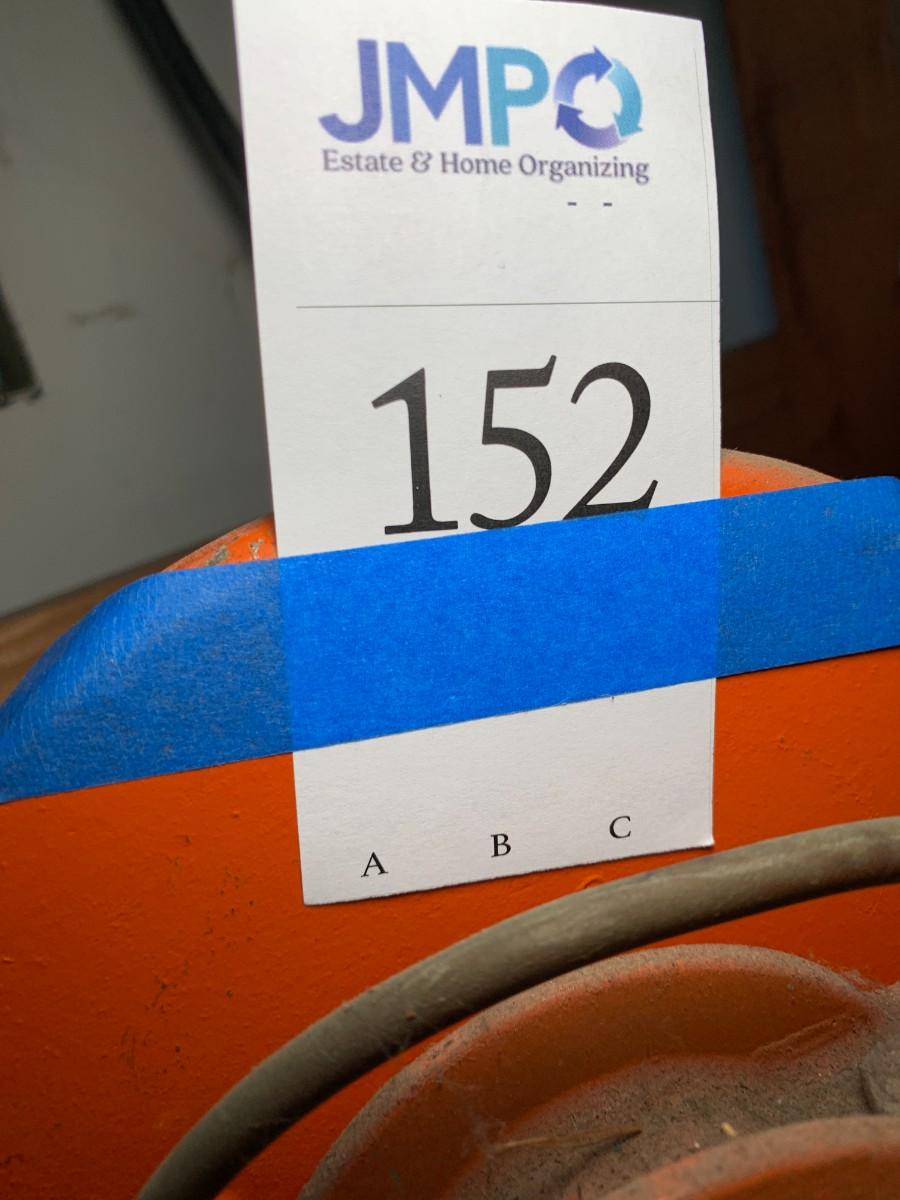 JMPO
Estate & Home Organizing
- -
152
A B C